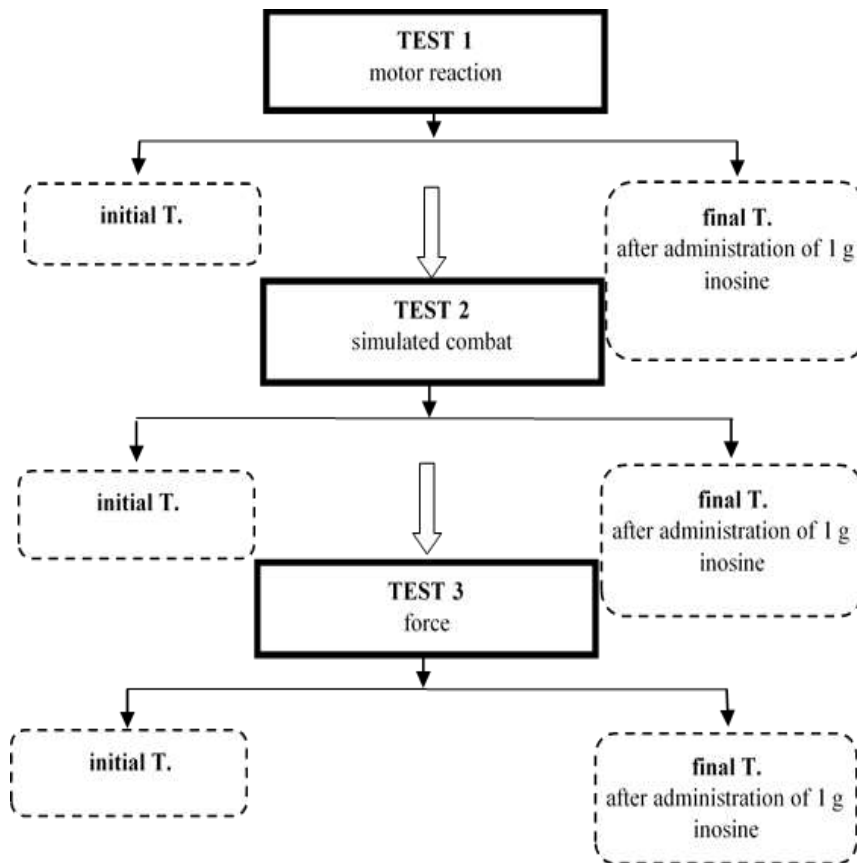 TEST 1
motor reaction
initial T.
final T.
after administration of 1 g
inosine
TEST 2
simulated combat
initial T.
final T.
after administration of 1 g
inosine
TEST 3
force
initial T.
final T.
after administration of 1 g
inosine